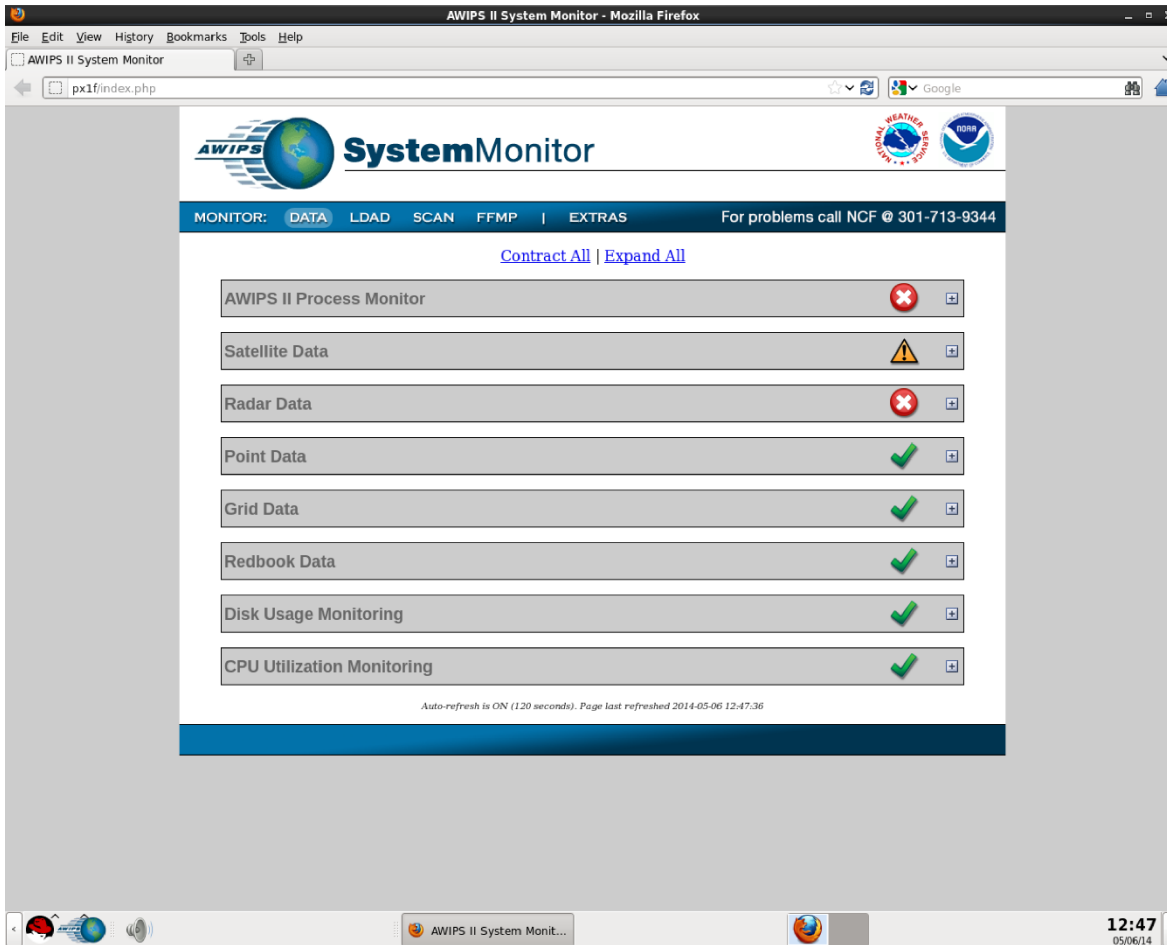 AWIPS II System Monitor - Mozilla Firefox
File Edit View History Bookmarks Tools Help
AWIPS II System Monitor
px1f/index.php
Google
AWIPS
SystemMonitor
NATIONAL WEATHER SERVICE
NOAA
MONITOR: DATA LDAD SCAN FFMP | EXTRAS For problems call NCF @ 301-713-9344
Contract All | Expand All
AWIPS II Process Monitor
Satellite Data
Radar Data
Point Data
Grid Data
Redbook Data
Disk Usage Monitoring
CPU Utilization Monitoring
Auto-refresh is ON (120 seconds). Page last refreshed 2014-05-06 12:47:36
AWIPS II System Monit...
12:47
05/06/14